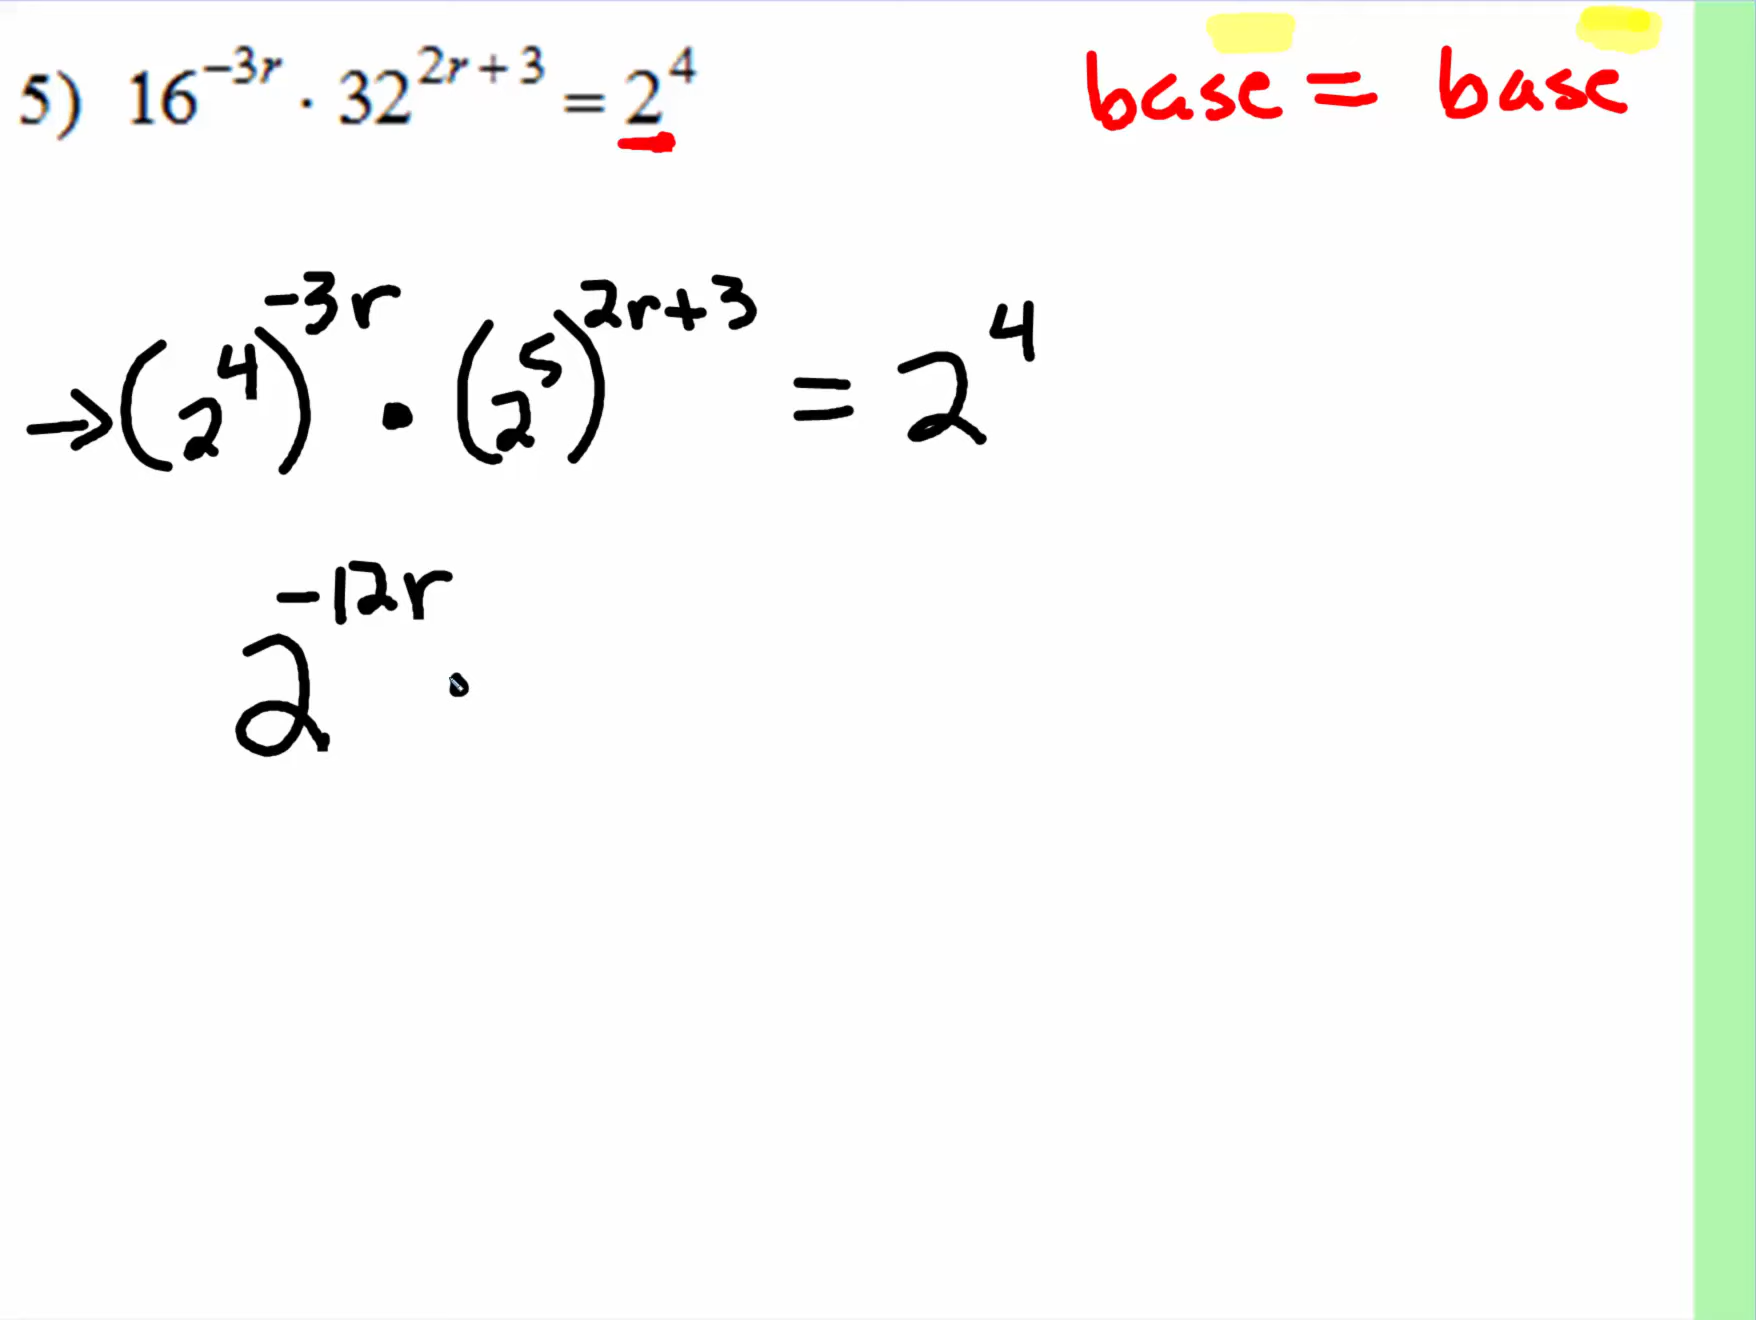 5) 16^{-3r} · 32^{2r+3} = 2^4
base = base
→(2^4)^{-3r} · (2^5)^{2r+3} = 2^4
2^{-12r} ·